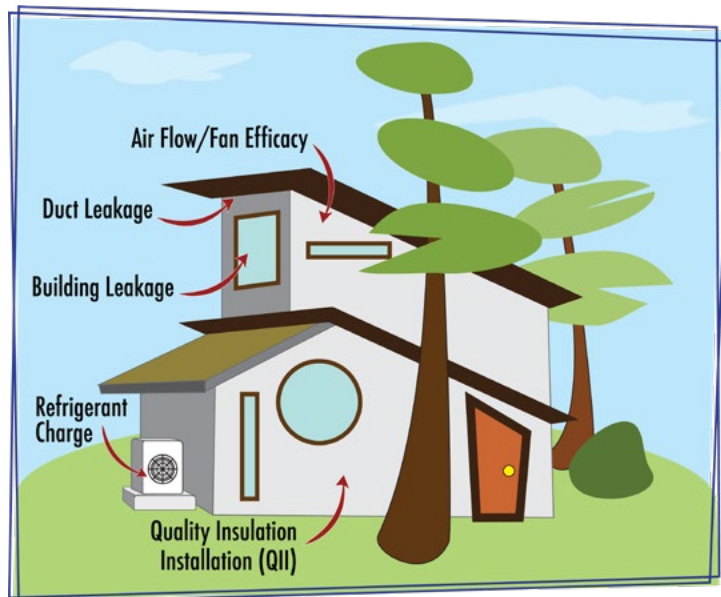 Air Flow/Fan Efficacy
Duct Leakage
Building Leakage
Refrigerant
Charge
Quality Insulation
Installation (QII)